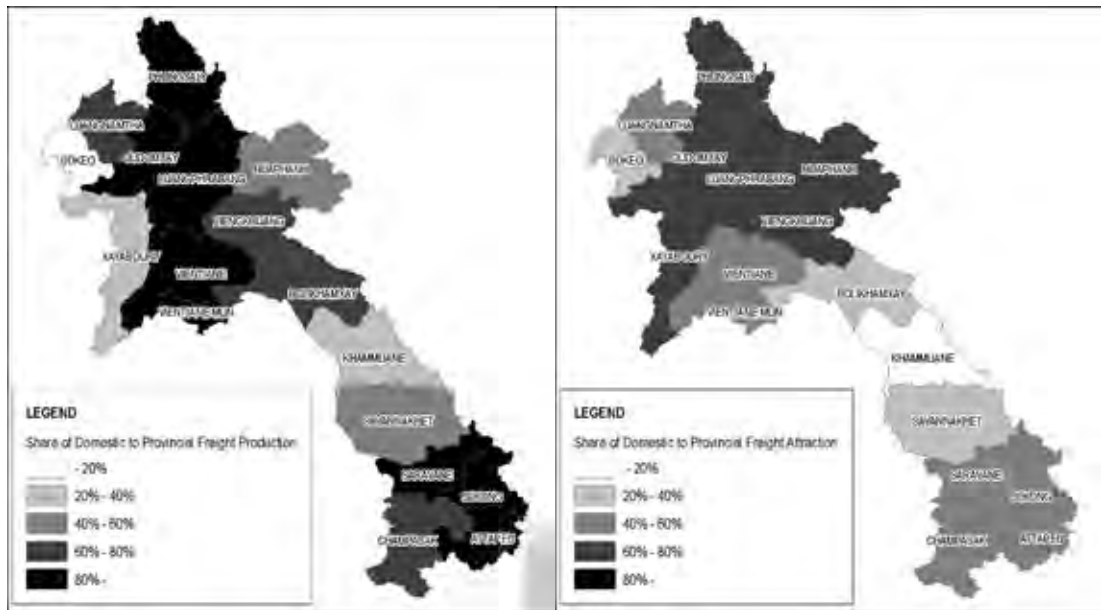 PHONGSALY
LUANGNAMTHA
BOKEO
OUDOMXAY
HUAPHANH
LUANGPHRABANG
XIENGKHUANG
XAYABOURY
VIENTIANE
BOLIKHAMXAY
VIENTIANE MUN
KHAMMUANE
SAVANNAKHET
SARAVANE
SEKONG
CHAMPASAK
ATTAPEU
LEGEND
Share of Domestic to Provincial Freight Production
- 20%
20% - 40%
40% - 60%
60% - 80%
80% -
PHONGSALY
LUANGNAMTHA
BOKEO
OUDOMXAY
HUAPHANH
LUANGPHRABANG
XIENGKHUANG
XAYABOURY
VIENTIANE
BOLIKHAMXAY
VIENTIANE MUN
KHAMMUANE
SAVANNAKHET
SARAVANE
SEKONG
CHAMPASAK
ATTAPEU
LEGEND
Share of Domestic to Provincial Freight Attraction
- 20%
20% - 40%
40% - 60%
60% - 80%
80% -